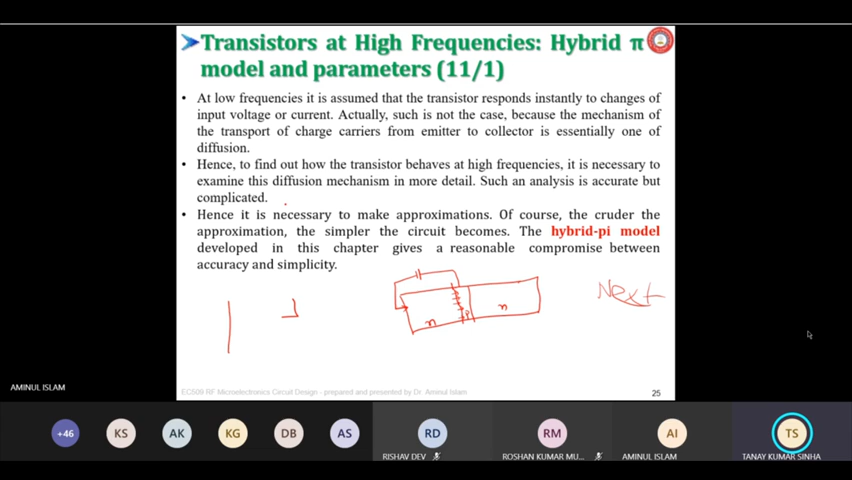 Transistors at High Frequencies: Hybrid π
model and parameters (11/1)
• At low frequencies it is assumed that the transistor responds instantly to changes of
input voltage or current. Actually, such is not the case, because the mechanism of
the transport of charge carriers from emitter to collector is essentially one of
diffusion.
• Hence, to find out how the transistor behaves at high frequencies, it is necessary to
examine this diffusion mechanism in more detail. Such an analysis is accurate but
complicated.
• Hence it is necessary to make approximations. Of course, the cruder the
approximation, the simpler the circuit becomes. The hybrid-pi model
developed in this chapter gives a reasonable compromise between
accuracy and simplicity.
Next
n
p
n
AMINUL ISLAM
EC509 RF Microelectronics Circuit Design - prepared and presented by Dr. Aminul Islam
25
+46
KS
AK
KG
DB
AS
RD
RM
AI
TS
RISHAV DEV
ROSHAN KUMAR MU...
AMINUL ISLAM
TANAY KUMAR SINHA